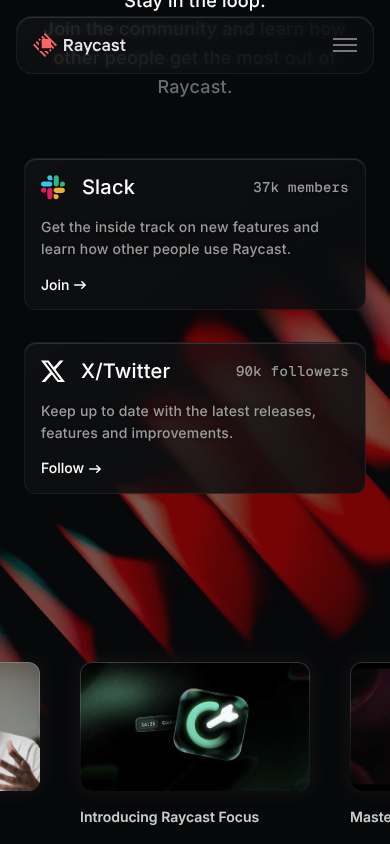 Stay in the loop.
Join the community and learn how
Raycast
other people get the most out of
Raycast.
Slack
37k members
Get the inside track on new features and
learn how other people use Raycast.
Join →
X/Twitter
90k followers
Keep up to date with the latest releases,
features and improvements.
Follow →
Introducing Raycast Focus
Maste